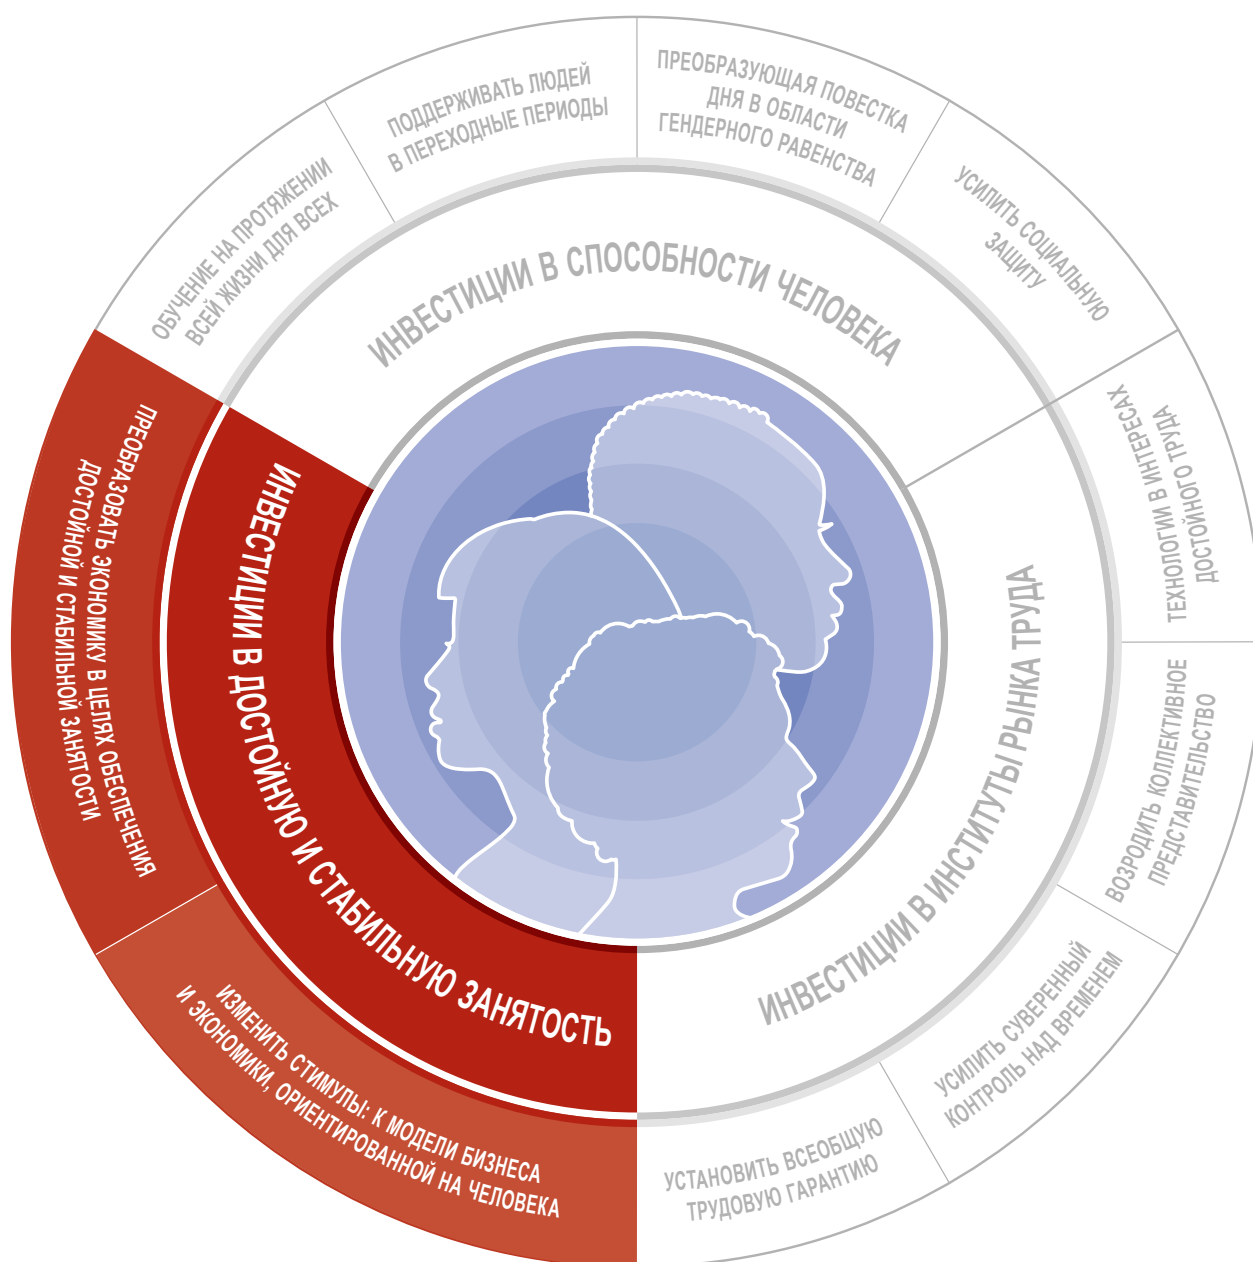 ИНВЕСТИЦИИ В СПОСОБНОСТИ ЧЕЛОВЕКА
ОБУЧЕНИЕ НА ПРОТЯЖЕНИИ
ВСЕЙ ЖИЗНИ ДЛЯ ВСЕХ
ПОДДЕРЖИВАТЬ ЛЮДЕЙ
В ПЕРЕХОДНЫЕ ПЕРИОДЫ
ПРЕОБРАЗУЮЩАЯ ПОВЕСТКА
ДНЯ В ОБЛАСТИ
ГЕНДЕРНОГО РАВЕНСТВА
УСИЛИТЬ СОЦИАЛЬНУЮ
ЗАЩИТУ
ИНВЕСТИЦИИ В ИНСТИТУТЫ РЫНКА ТРУДА
ТЕХНОЛОГИИ В ИНТЕРЕСАХ
ДОСТОЙНОГО ТРУДА
ВОЗРОДИТЬ КОЛЛЕКТИВНОЕ
ПРЕДСТАВИТЕЛЬСТВО
УСИЛИТЬ СУВЕРЕННЫЙ
КОНТРОЛЬ НАД ВРЕМЕНЕМ
УСТАНОВИТЬ ВСЕОБЩУЮ
ТРУДОВУЮ ГАРАНТИЮ
ИНВЕСТИЦИИ В ДОСТОЙНУЮ И СТАБИЛЬНУЮ ЗАНЯТОСТЬ
ПРЕОБРАЗОВАТЬ ЭКОНОМИКУ В ЦЕЛЯХ ОБЕСПЕЧЕНИЯ
ДОСТОЙНОЙ И СТАБИЛЬНОЙ ЗАНЯТОСТИ
ИЗМЕНИТЬ СТИМУЛЫ: К МОДЕЛИ БИЗНЕСА
И ЭКОНОМИКИ, ОРИЕНТИРОВАННОЙ НА ЧЕЛОВЕКА